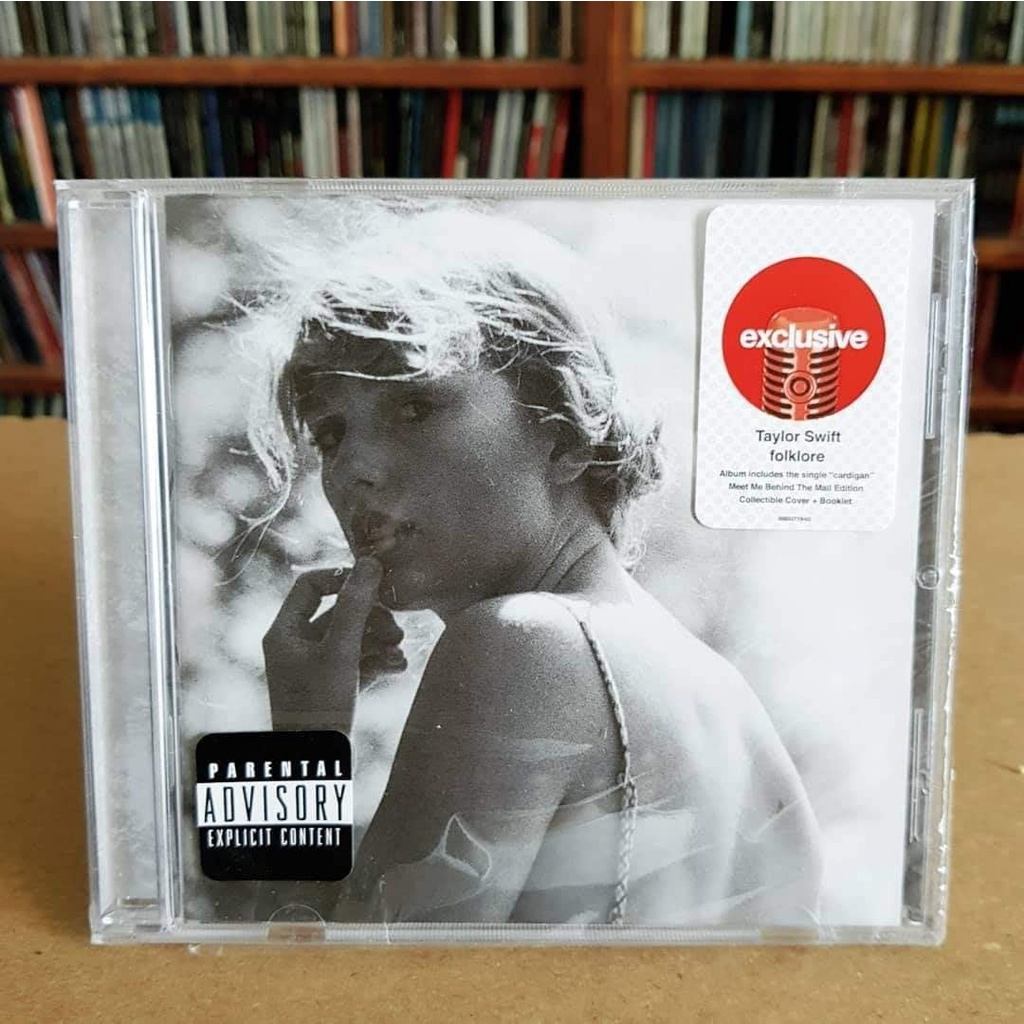 exclusive
Taylor Swift
folklore
Album includes the single "cardigan"
Meet Me Behind The Mall Edition
Collectible Cover + Booklet
PARENTAL
ADVISORY
EXPLICIT CONTENT